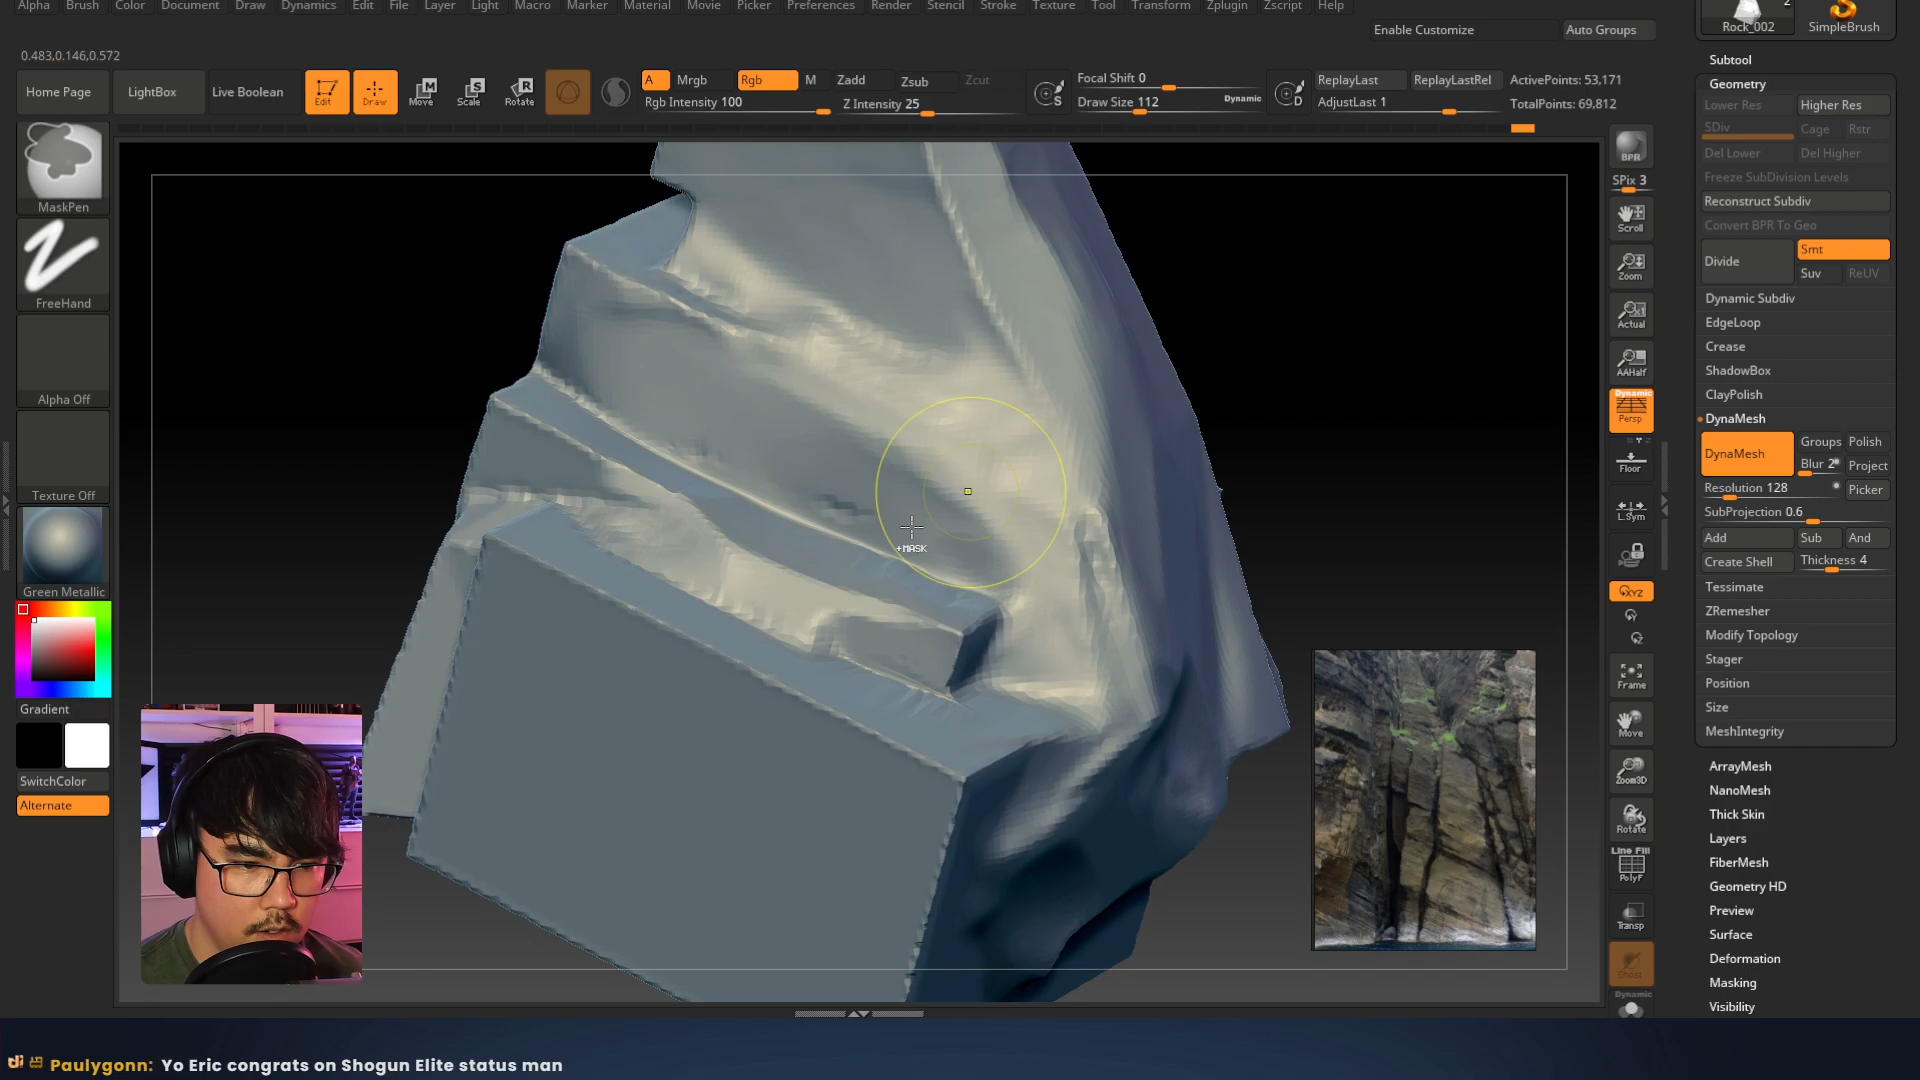 Alpha Brush Color Document Draw Dynamics Edit File Layer Light Macro Marker Material Movie Picker Preferences Render Stencil Stroke Texture Tool Transform Zplugin Zscript Help
Enable Customize
Auto Groups
Rock_002
2
SimpleBrush
0.483,0.146,0.572
Home Page
LightBox
Live Boolean
Edit
Draw
Move
Scale
Rotate
A
Mrgb
Rgb
M
Zadd
Zsub
Zcut
Rgb Intensity 100
Z Intensity 25
S
Focal Shift 0
Draw Size 112
Dynamic
D
ReplayLast
ReplayLastRel
AdjustLast 1
ActivePoints: 53,171
TotalPoints: 69,812
MaskPen
FreeHand
Alpha Off
Texture Off
Green Metallic
Gradient
SwitchColor
Alternate
+MASK
BPR
SPix 3
Scroll
Zoom
Actual
AAHalf
Dynamic
Persp
Floor
L.Sym
XYZ
Frame
Move
Zoom3D
Rotate
Line Fill
PolyF
Transp
Ghost
Dynamic
Subtool
Geometry
Lower Res
Higher Res
SDiv
Cage
Rstr
Del Lower
Del Higher
Freeze SubDivision Levels
Reconstruct Subdiv
Convert BPR To Geo
Divide
Smt
Suv
ReUV
Dynamic Subdiv
EdgeLoop
Crease
ShadowBox
ClayPolish
DynaMesh
DynaMesh
Groups
Polish
Blur 2
Project
Resolution 128
Picker
SubProjection 0.6
Add
Sub
And
Create Shell
Thickness 4
Tessimate
ZRemesher
Modify Topology
Stager
Position
Size
MeshIntegrity
ArrayMesh
NanoMesh
Thick Skin
Layers
FiberMesh
Geometry HD
Preview
Surface
Deformation
Masking
Visibility
Paulygonn: Yo Eric congrats on Shogun Elite status man